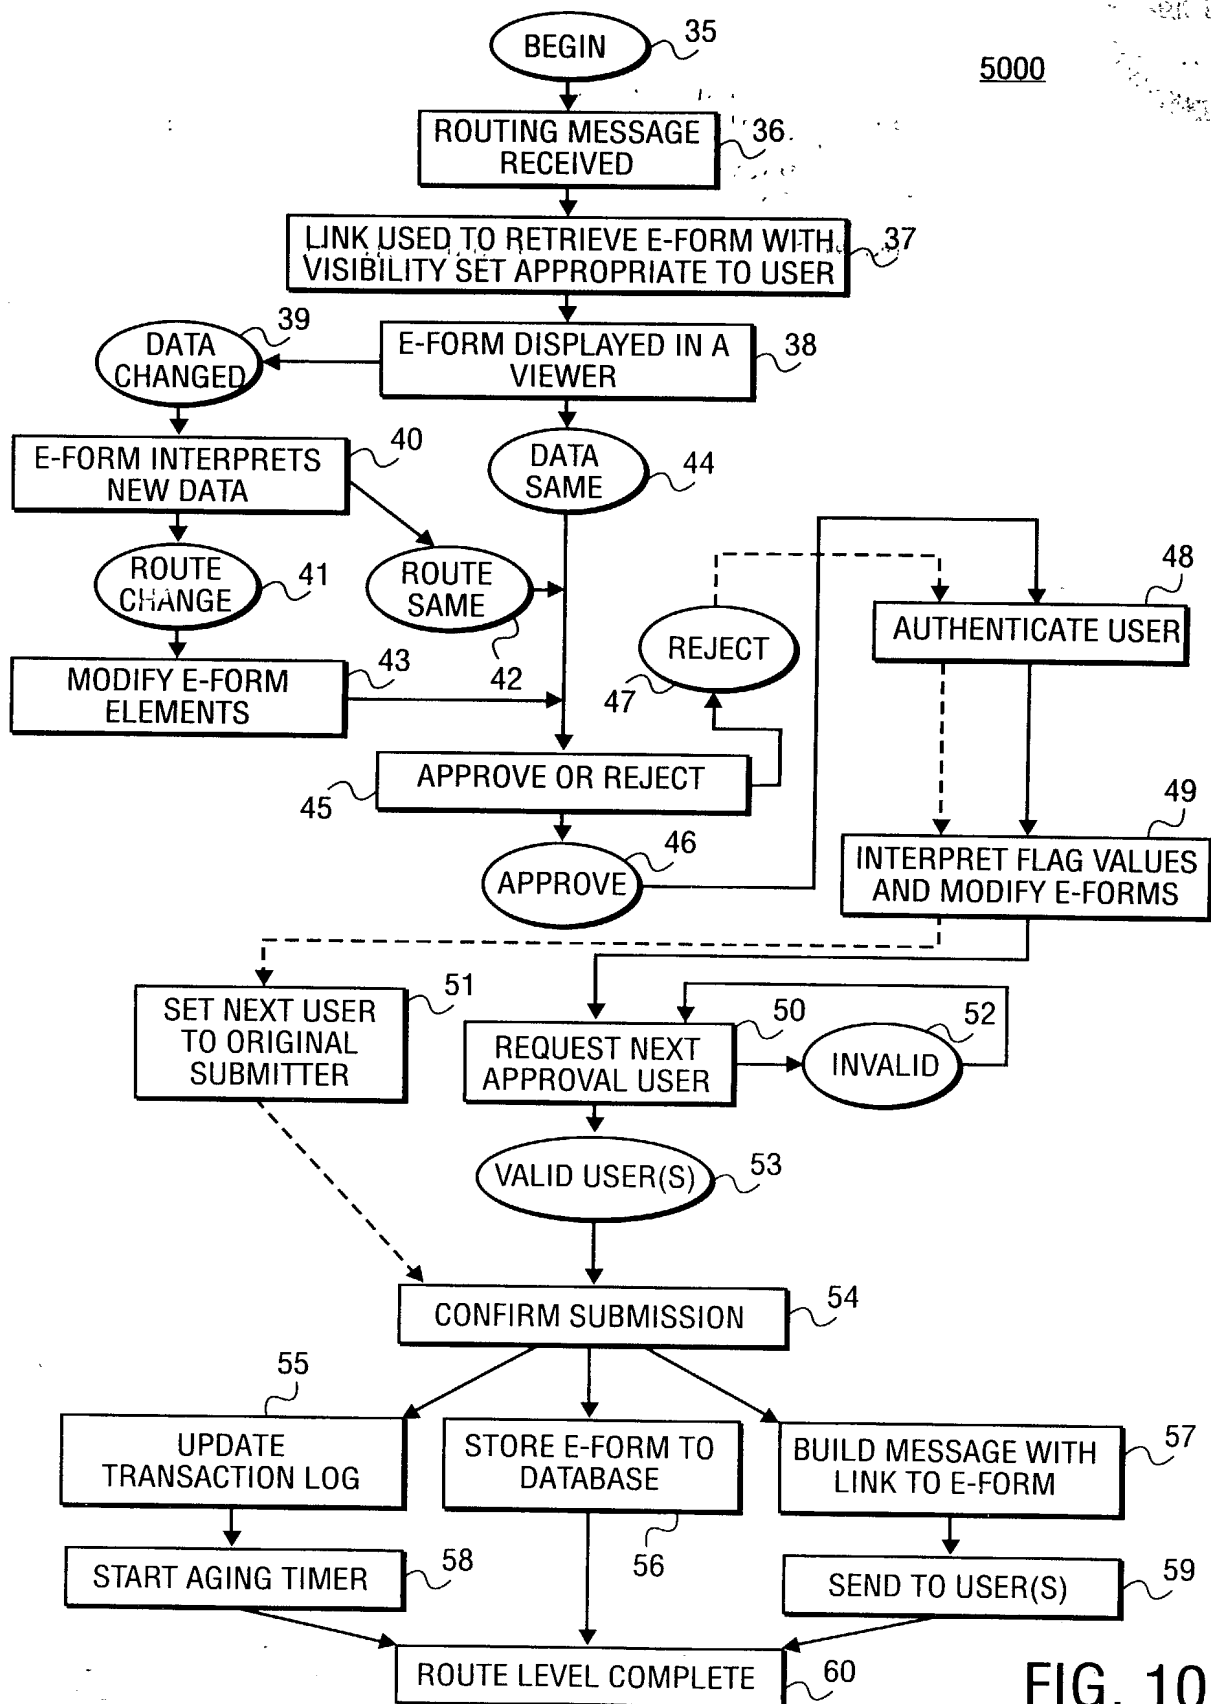 BEGIN
35
5000
ROUTING MESSAGE
RECEIVED
36
LINK USED TO RETRIEVE E-FORM WITH
VISIBILITY SET APPROPRIATE TO USER
37
39
DATA
CHANGED
E-FORM DISPLAYED IN A
VIEWER
38
E-FORM INTERPRETS
NEW DATA
40
DATA
SAME
44
ROUTE
CHANGE
41
ROUTE
SAME
42
48
AUTHENTICATE USER
REJECT
47
MODIFY E-FORM
ELEMENTS
43
APPROVE OR REJECT
45
49
INTERPRET FLAG VALUES
AND MODIFY E-FORMS
46
APPROVE
SET NEXT USER
TO ORIGINAL
SUBMITTER
51
REQUEST NEXT
APPROVAL USER
50
52
INVALID
VALID USER(S)
53
CONFIRM SUBMISSION
54
55
UPDATE
TRANSACTION LOG
STORE E-FORM TO
DATABASE
56
BUILD MESSAGE WITH
LINK TO E-FORM
57
START AGING TIMER
58
SEND TO USER(S)
59
ROUTE LEVEL COMPLETE
60
FIG. 10